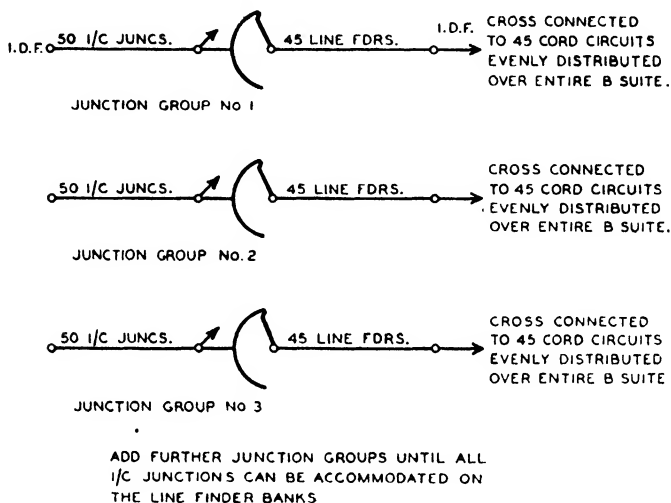 I.D.F. 50 I/C JUNCS. 45 LINE FDRS. I.D.F. CROSS CONNECTED
TO 45 CORD CIRCUITS
EVENLY DISTRIBUTED
OVER ENTIRE B SUITE.
JUNCTION GROUP No 1
50 I/C JUNCS. 45 LINE FDRS. CROSS CONNECTED
TO 45 CORD CIRCUITS
EVENLY DISTRIBUTED
OVER ENTIRE B SUITE.
JUNCTION GROUP No. 2
50 I/C JUNCS. 45 LINE FDRS. CROSS CONNECTED
TO 45 CORD CIRCUITS
EVENLY DISTRIBUTED
OVER ENTIRE B SUITE
JUNCTION GROUP No 3
ADD FURTHER JUNCTION GROUPS UNTIL ALL
I/C JUNCTIONS CAN BE ACCOMMODATED ON
THE LINE FINDER BANKS